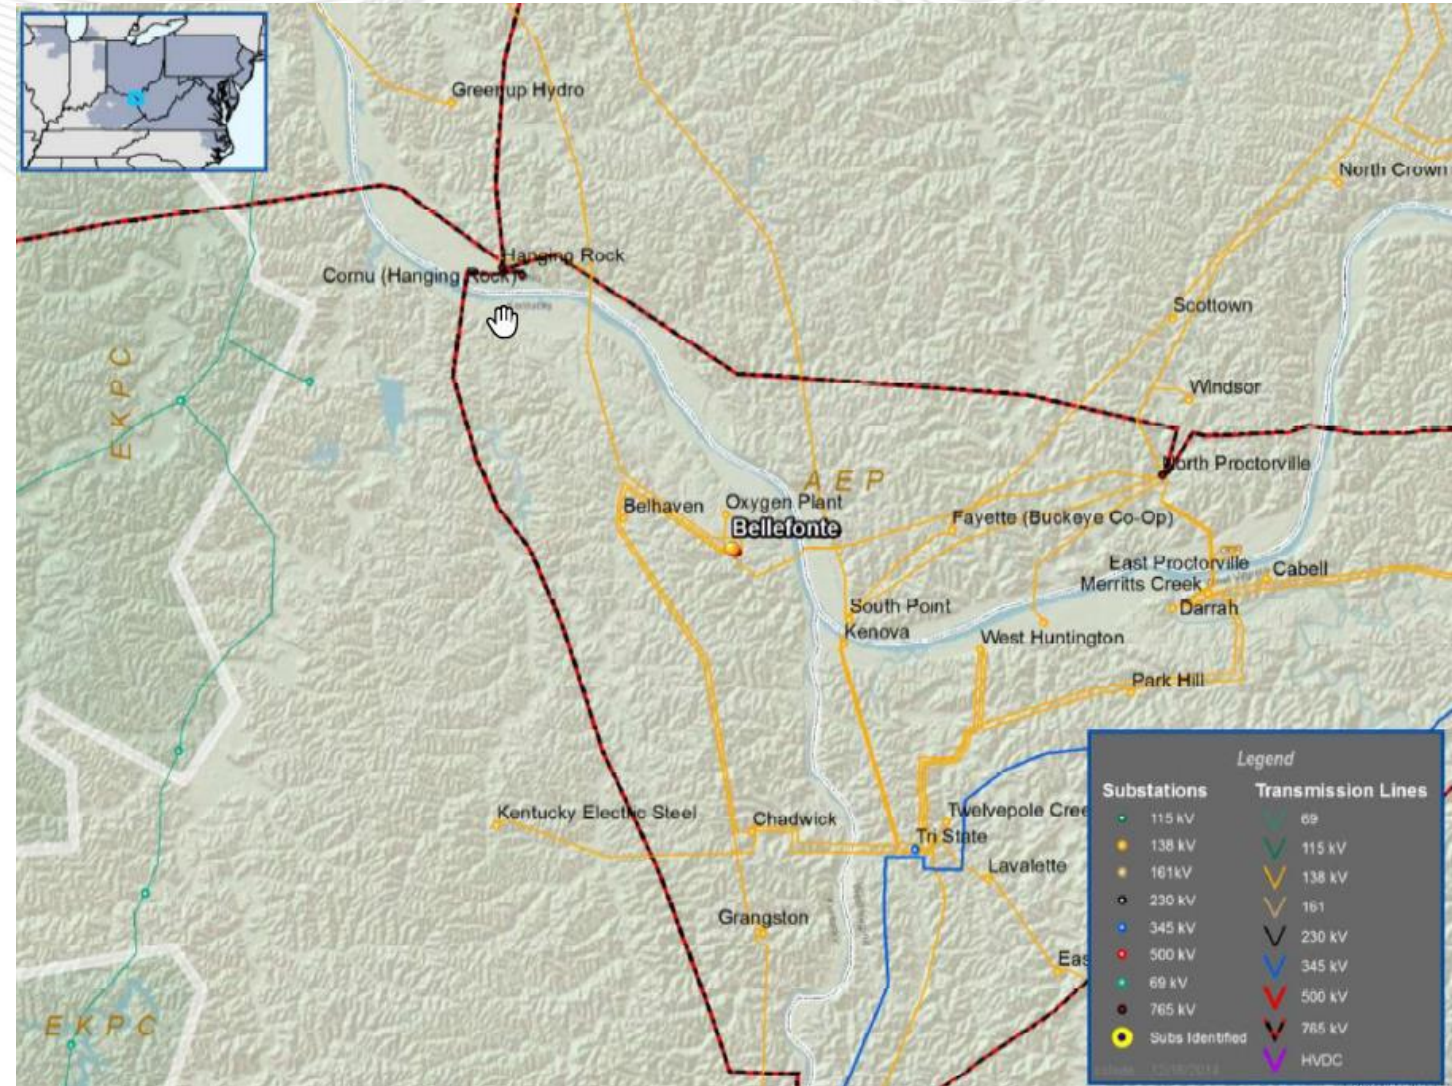 Greenup Hydro
North Crown
Hanging Rock
Cornu (Hanging Rock)
Kentucky
Scottown
EKPC
Windsor
North Proctorville
AEP
Belhaven
Oxygen Plant
Bellefonte
Fayette (Buckeye Co-Op)
East Proctorville
Cabell
Merritts Creek
Darrah
South Point
Kenova
West Huntington
Park Hill
Kentucky Electric Steel
Chadwick
Twelvepole Cree
Tri State
Lavalette
Grangston
Eas
EKPC
Legend
Substations
115 kV
138 kV
161kV
230 kV
345 kV
500 kV
69 kV
765 kV
Subs Identified
Transmission Lines
69
115 kV
138 kV
161
230 kV
345 kV
500 kV
765 kV
HVDC